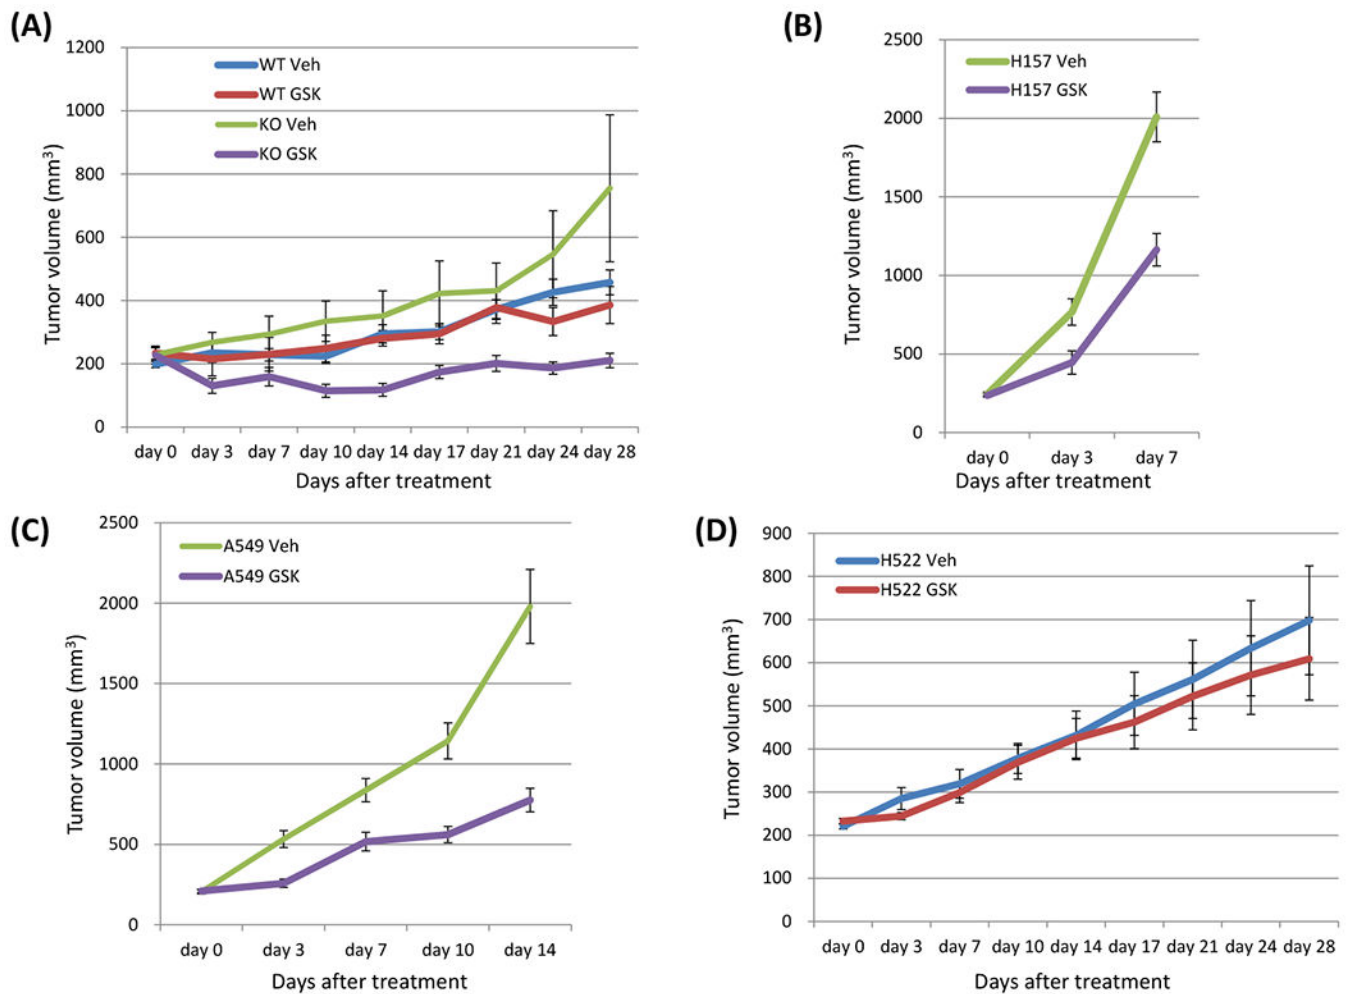 (A)
1200
1000
800
600
400
200
0
Tumor volume (mm³)
WT Veh
WT GSK
KO Veh
KO GSK
day 0 day 3 day 7 day 10 day 14 day 17 day 21 day 24 day 28
Days after treatment
(B)
2500
2000
1500
1000
500
0
Tumor volume (mm³)
H157 Veh
H157 GSK
day 0 day 3 day 7
Days after treatment
(C)
2500
2000
1500
1000
500
0
Tumor volume (mm³)
A549 Veh
A549 GSK
day 0 day 3 day 7 day 10 day 14
Days after treatment
(D)
900
800
700
600
500
400
300
200
100
0
Tumor volume (mm³)
H522 Veh
H522 GSK
day 0 day 3 day 7 day 10 day 14 day 17 day 21 day 24 day 28
Days after treatment